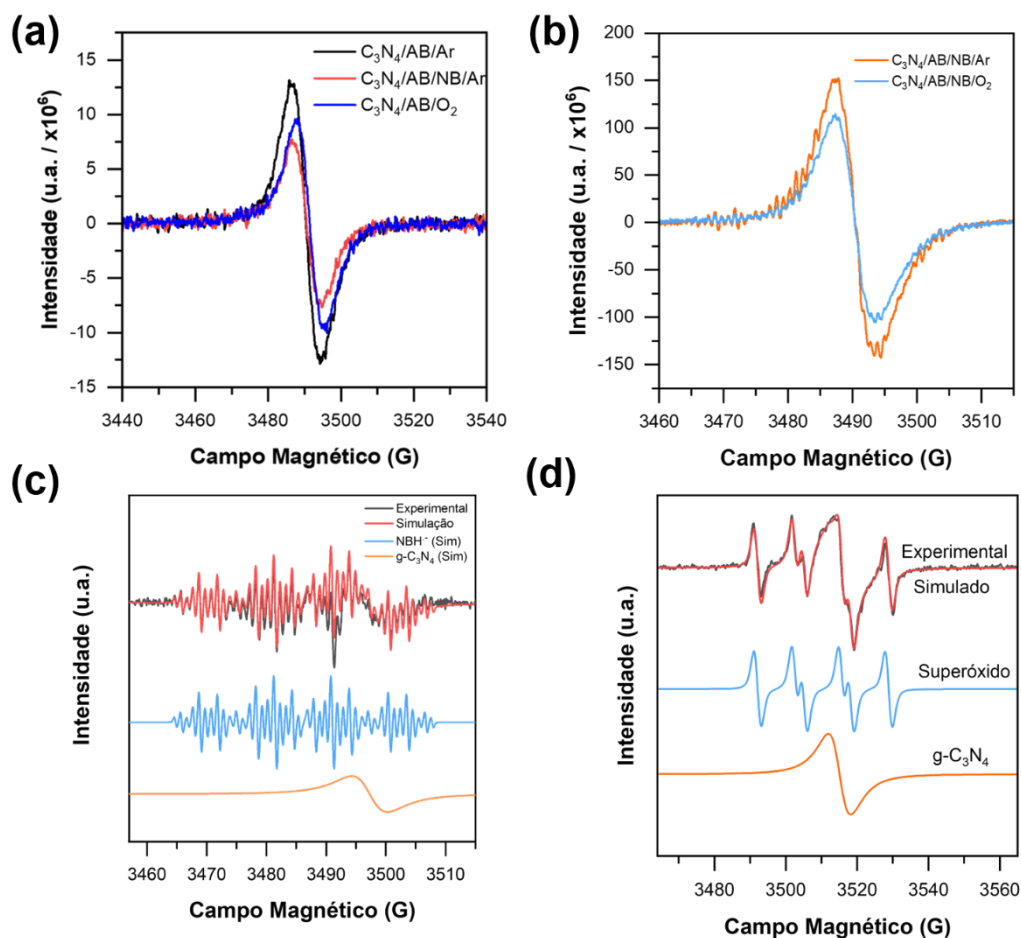 (a)
C₃N₄/AB/Ar
C₃N₄/AB/NB/Ar
C₃N₄/AB/O₂
Intensidade (u.a. / x10⁶)
15
10
5
0
-5
-10
-15
3440 3460 3480 3500 3520 3540
Campo Magnético (G)
(b)
C₃N₄/AB/NB/Ar
C₃N₄/AB/NB/O₂
Intensidade (u.a. / x10⁶)
200
150
100
50
0
-50
-100
-150
3460 3470 3480 3490 3500 3510
Campo Magnético (G)
(c)
Experimental
Simulação
NBH·⁻ (Sim)
g-C₃N₄ (Sim)
Intensidade (u.a.)
3460 3470 3480 3490 3500 3510
Campo Magnético (G)
(d)
Experimental
Simulado
Superóxido
g-C₃N₄
Intensidade (u.a.)
3480 3500 3520 3540 3560
Campo Magnético (G)